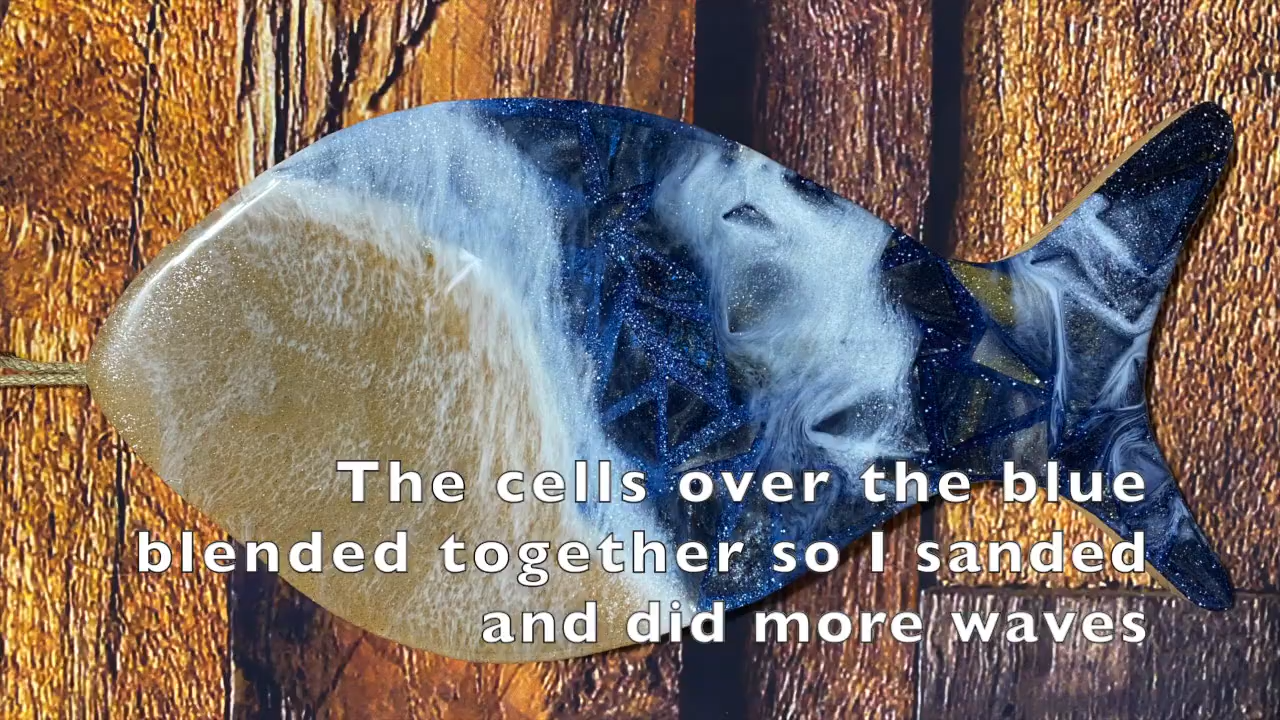 The cells over the blue
blended together so I sanded
and did more waves